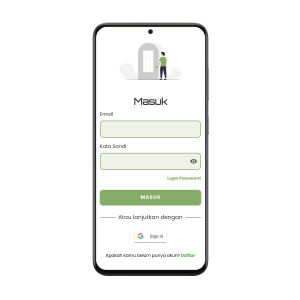 Masuk
Email
Kata Sandi
Lupa Password
MASUK
Atau lanjutkan dengan
Sign in
Apakah kamu belum punya akun? Daftar